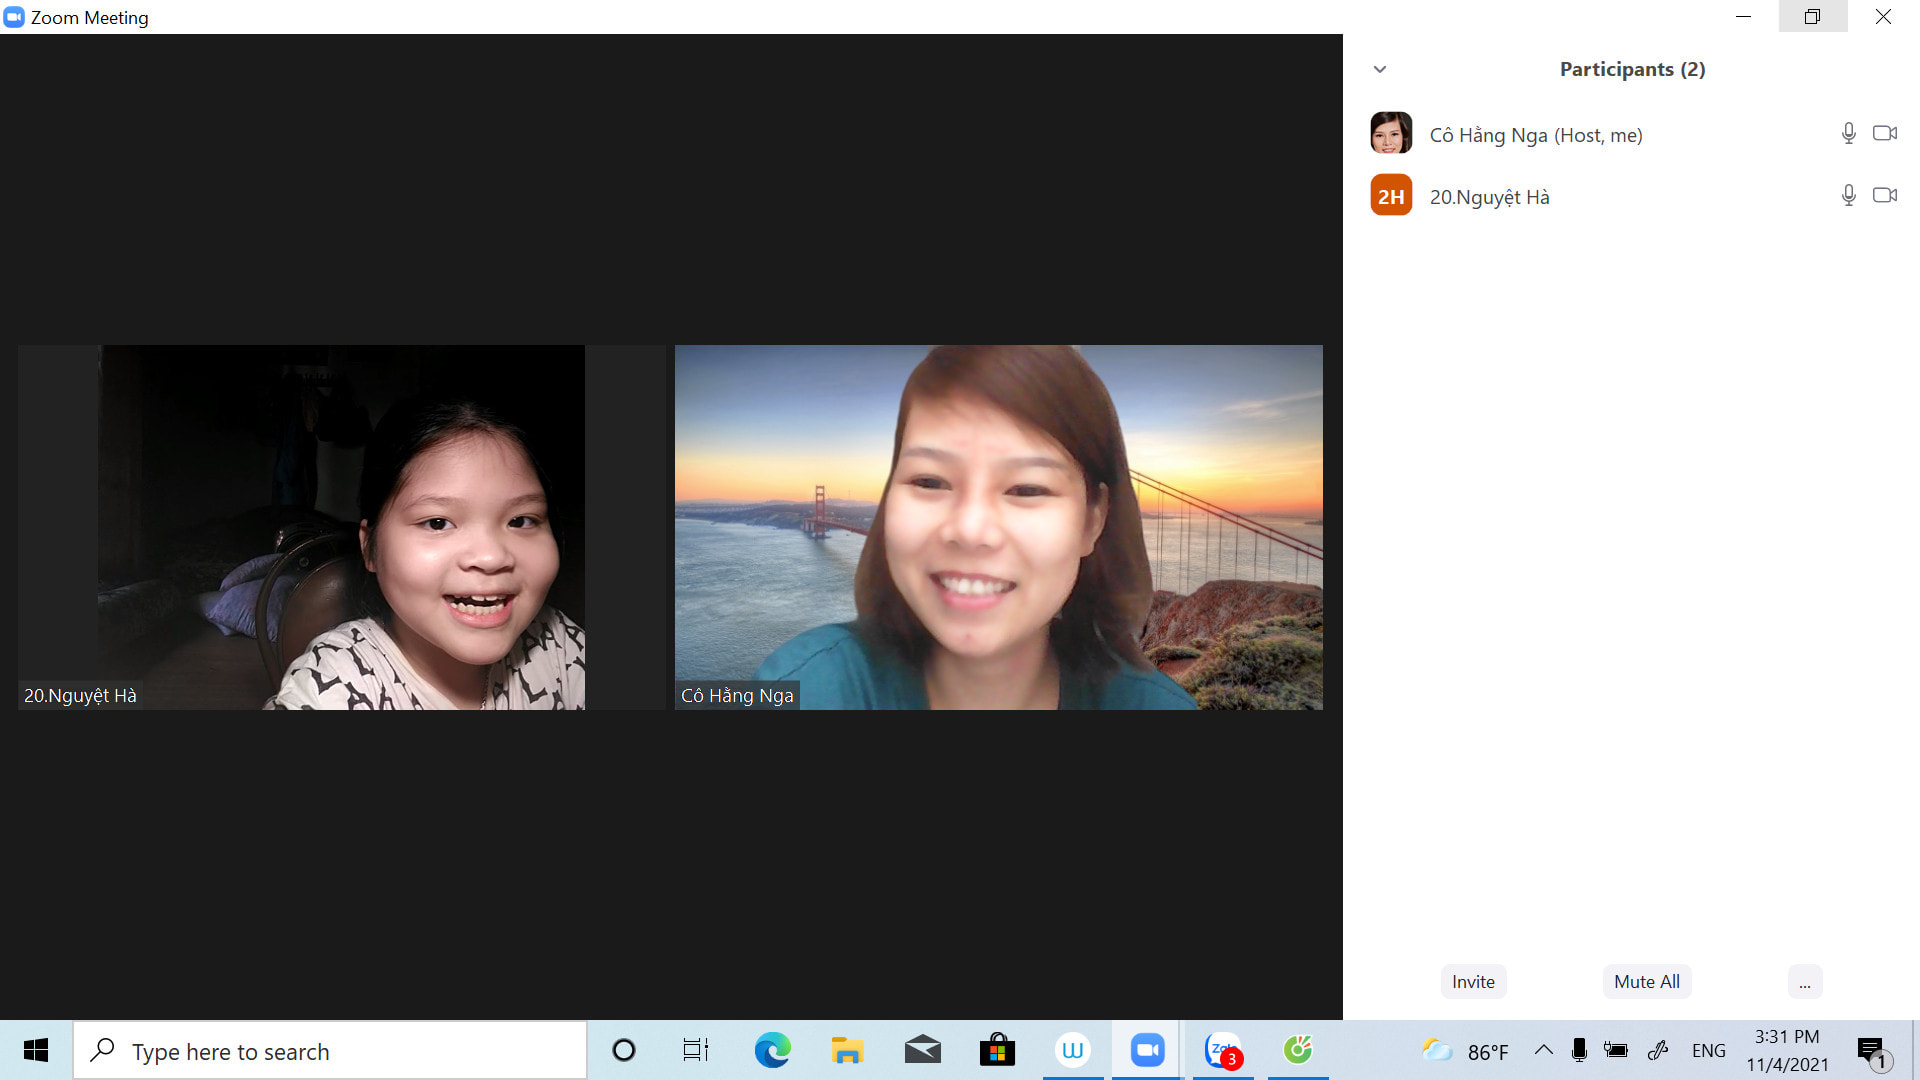 Zoom Meeting
Participants (2)
Cô Hằng Nga (Host, me)
2H
20.Nguyệt Hà
20.Nguyệt Hà
Cô Hằng Nga
Invite
Mute All
...
Type here to search
W
Zalo
3
86°F
ENG
3:31 PM
11/4/2021
1